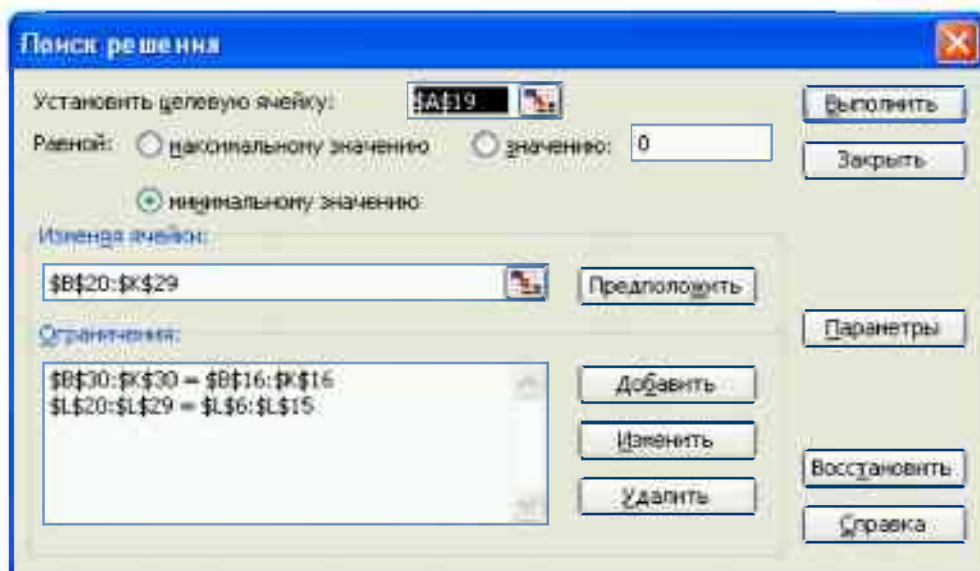 Поиск решения
Установить целевую ячейку: $A$19
Выполнить
Равной: максимальному значению значению: 0
Закрыть
минимальному значению
Изменяя ячейки:
$B$20:$K$29
Предположить
Ограничения:
Параметры
$B$30:$K$30 = $B$16:$K$16
$L$20:$L$29 = $L$6:$L$15
Добавить
Изменить
Удалить
Восстановить
Справка